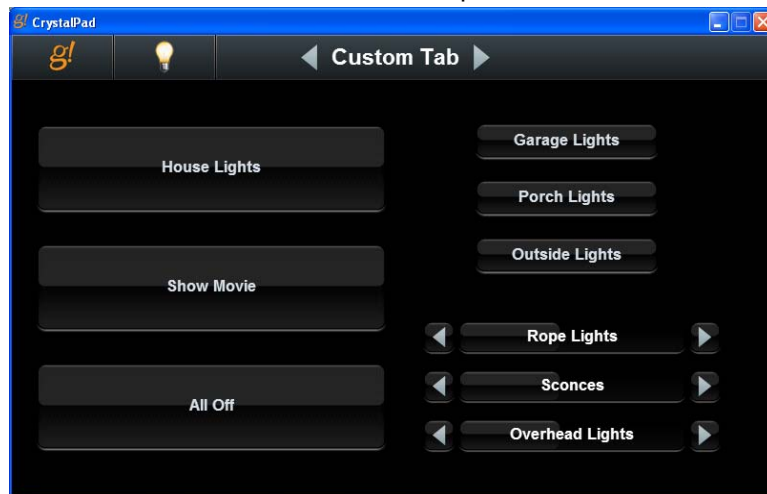 g! CrystalPad
g!
Custom Tab
House Lights
Show Movie
All Off
Garage Lights
Porch Lights
Outside Lights
Rope Lights
Sconces
Overhead Lights